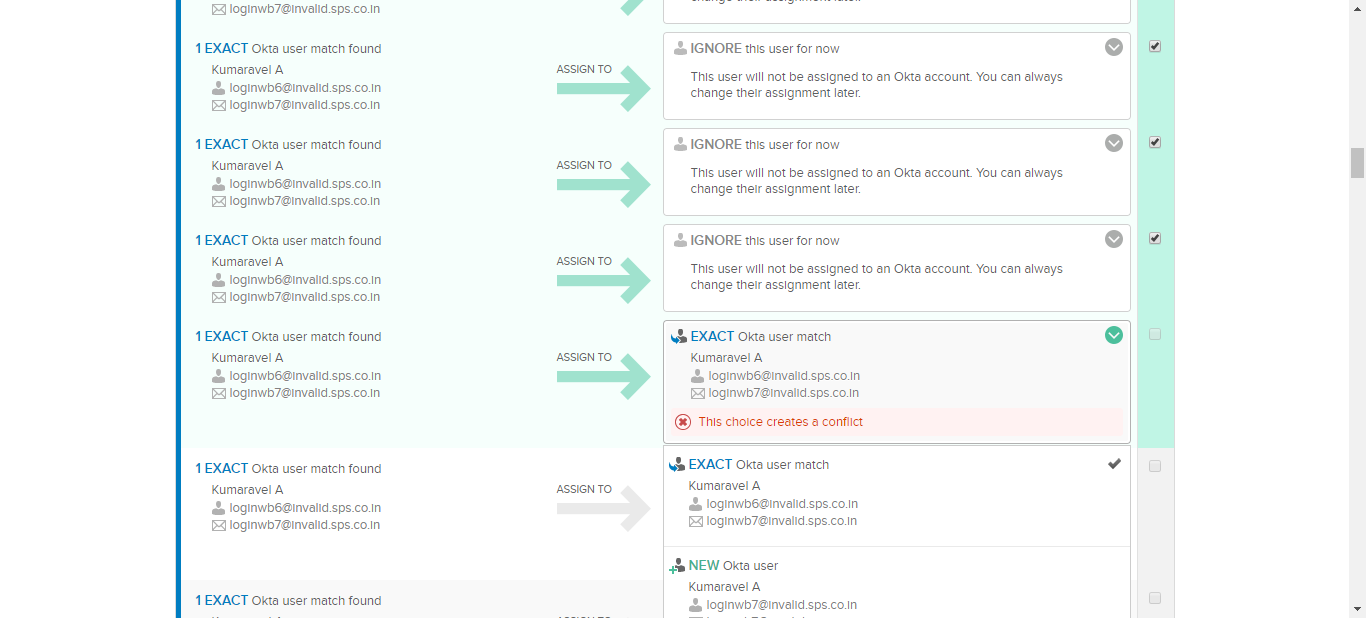 loginwb7@invalid.sps.co.in
change their assignment later.
1 EXACT Okta user match found
Kumaravel A
loginwb6@invalid.sps.co.in
loginwb7@invalid.sps.co.in
ASSIGN TO
IGNORE this user for now
This user will not be assigned to an Okta account. You can always
change their assignment later.
1 EXACT Okta user match found
Kumaravel A
loginwb6@invalid.sps.co.in
loginwb7@invalid.sps.co.in
ASSIGN TO
IGNORE this user for now
This user will not be assigned to an Okta account. You can always
change their assignment later.
1 EXACT Okta user match found
Kumaravel A
loginwb6@invalid.sps.co.in
loginwb7@invalid.sps.co.in
ASSIGN TO
IGNORE this user for now
This user will not be assigned to an Okta account. You can always
change their assignment later.
1 EXACT Okta user match found
Kumaravel A
loginwb6@invalid.sps.co.in
loginwb7@invalid.sps.co.in
ASSIGN TO
EXACT Okta user match
Kumaravel A
loginwb6@invalid.sps.co.in
loginwb7@invalid.sps.co.in
This choice creates a conflict
1 EXACT Okta user match found
Kumaravel A
loginwb6@invalid.sps.co.in
loginwb7@invalid.sps.co.in
ASSIGN TO
EXACT Okta user match
Kumaravel A
loginwb6@invalid.sps.co.in
loginwb7@invalid.sps.co.in
NEW Okta user
Kumaravel A
loginwb7@invalid.sps.co.in
1 EXACT Okta user match found